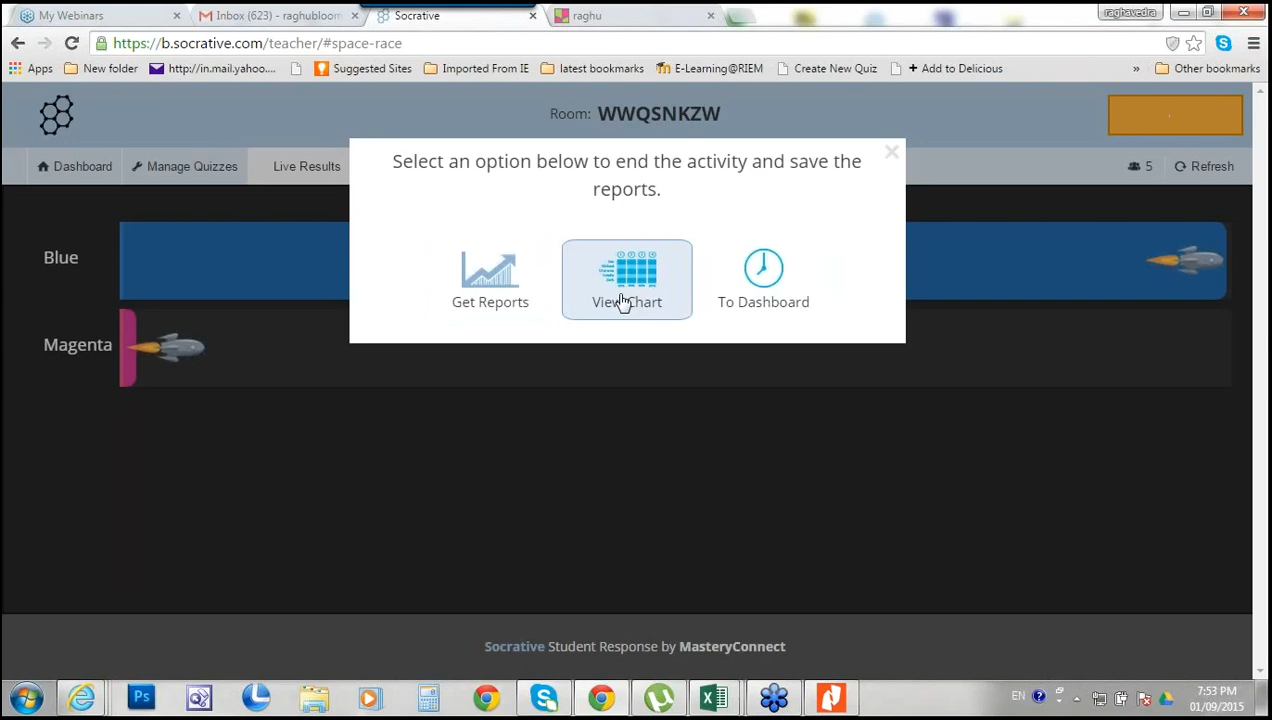 My Webinars
Inbox (623) - raghubloom
Socrative
raghu
raghavedra
https://b.socrative.com/teacher/#space-race
Apps
New folder
http://in.mail.yahoo....
Suggested Sites
Imported From IE
latest bookmarks
E-Learning@RIEM
Create New Quiz
+ Add to Delicious
»
Other bookmarks
Room: WWQSNKZW
Dashboard
Manage Quizzes
Live Results
5
Refresh
Select an option below to end the activity and save the
reports.
×
Get Reports
View Chart
To Dashboard
Blue
Magenta
Socrative Student Response by MasteryConnect
Ps
EN
7:53 PM
01/09/2015